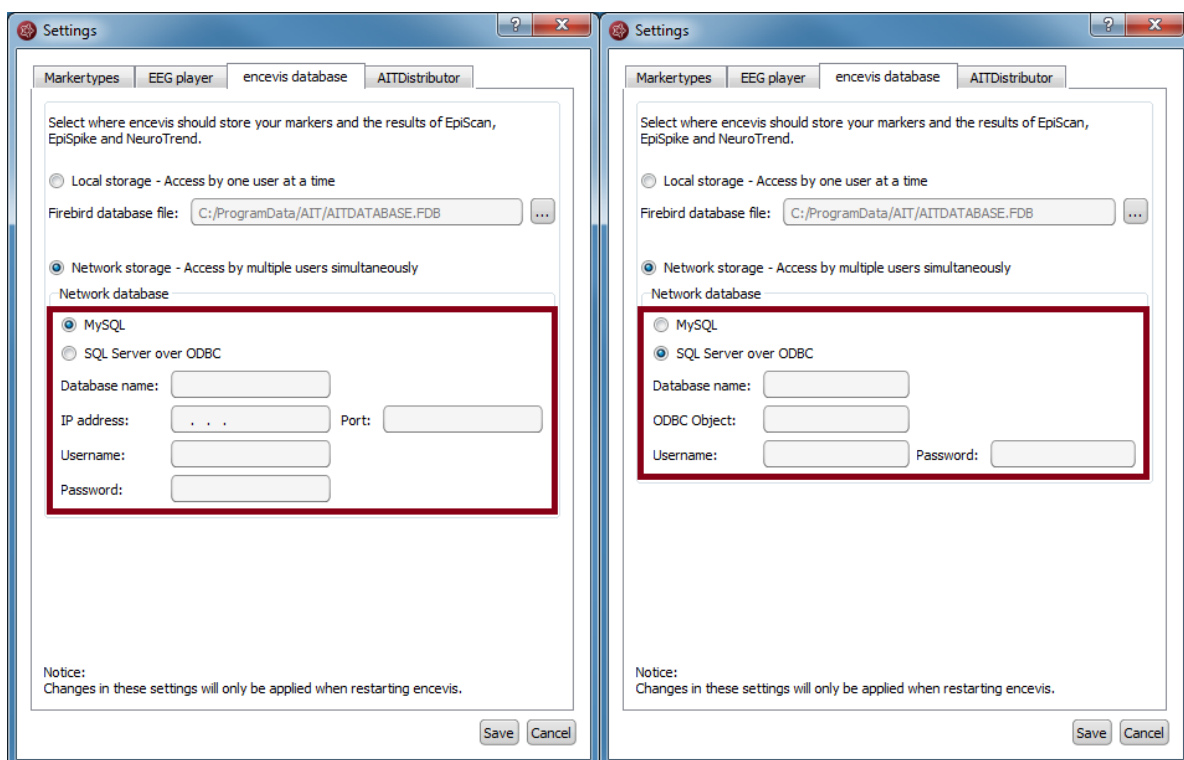 Settings
?
X
Markertypes
EEG player
encevis database
AITDistributor
Select where encevis should store your markers and the results of EpiScan,
EpiSpike and NeuroTrend.
Local storage - Access by one user at a time
Firebird database file: C:/ProgramData/AIT/AITDATABASE.FDB ...
Network storage - Access by multiple users simultaneously
Network database
MySQL
SQL Server over ODBC
Database name:
IP address: . . . Port:
Username:
Password:
Notice:
Changes in these settings will only be applied when restarting encevis.
Save Cancel
Settings
?
X
Markertypes
EEG player
encevis database
AITDistributor
Select where encevis should store your markers and the results of EpiScan,
EpiSpike and NeuroTrend.
Local storage - Access by one user at a time
Firebird database file: C:/ProgramData/AIT/AITDATABASE.FDB ...
Network storage - Access by multiple users simultaneously
Network database
MySQL
SQL Server over ODBC
Database name:
ODBC Object:
Username: Password:
Notice:
Changes in these settings will only be applied when restarting encevis.
Save Cancel